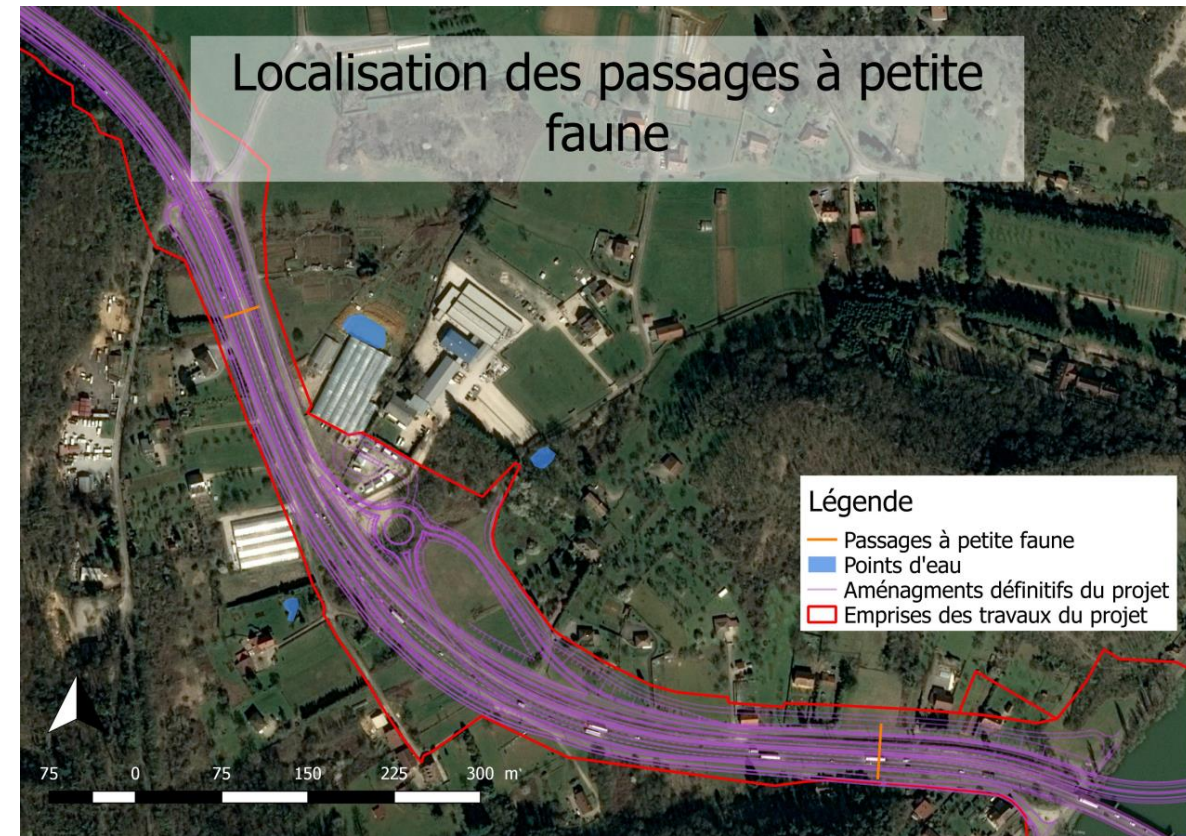 Localisation des passages à petite
faune
Légende
Passages à petite faune
Points d'eau
Aménagments définitifs du projet
Emprises des travaux du projet
75 0 75 150 225 300 m